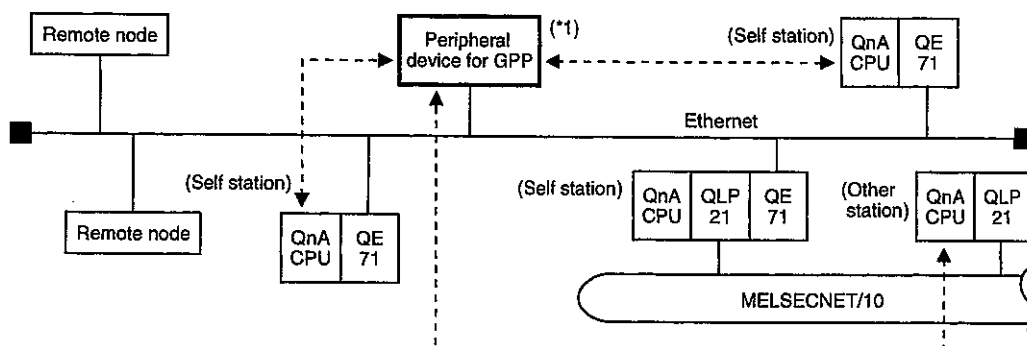 Remote node
Peripheral
device for GPP
(*1)
(Self station)
QnA
CPU
QE
71
Ethernet
(Self station)
Remote node
QnA
CPU
QE
71
(Self station)
QnA
CPU
QLP
21
QE
71
(Other
station)
QnA
CPU
QLP
21
MELSECNET/10